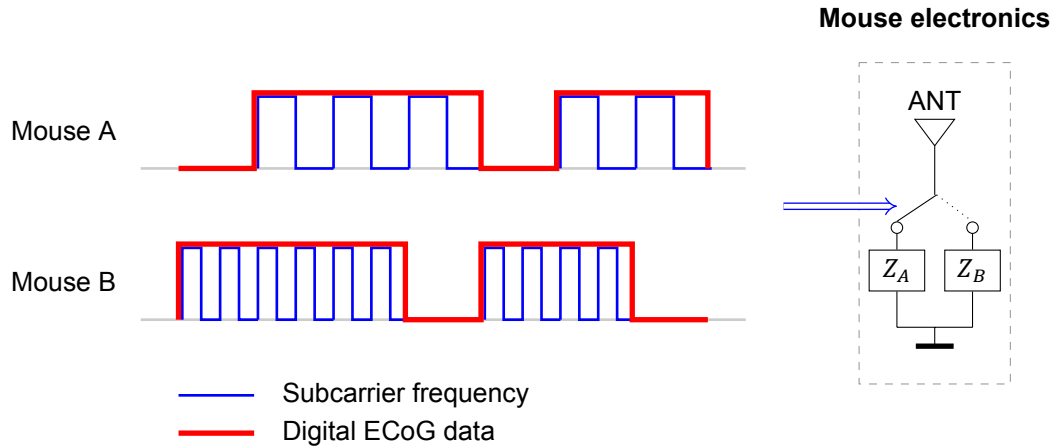 Mouse electronics
ANT
Mouse A
Mouse B
Z_A Z_B
Subcarrier frequency
Digital ECoG data